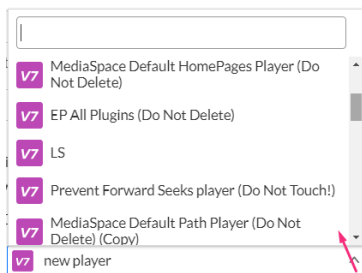 V7 MediaSpace Default HomePages Player (Do
Not Delete)
V7 EP All Plugins (Do Not Delete)
V7 LS
V7 Prevent Forward Seeks player (Do Not Touch!)
V7 MediaSpace Default Path Player (Do Not
Delete) (Copy)
V7 new player